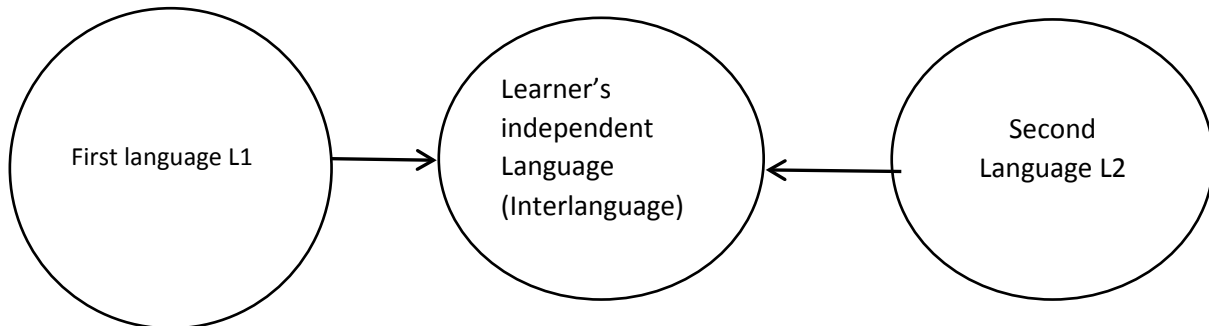 First language L1
Learner’s
independent
Language
(Interlanguage)
Second
Language L2